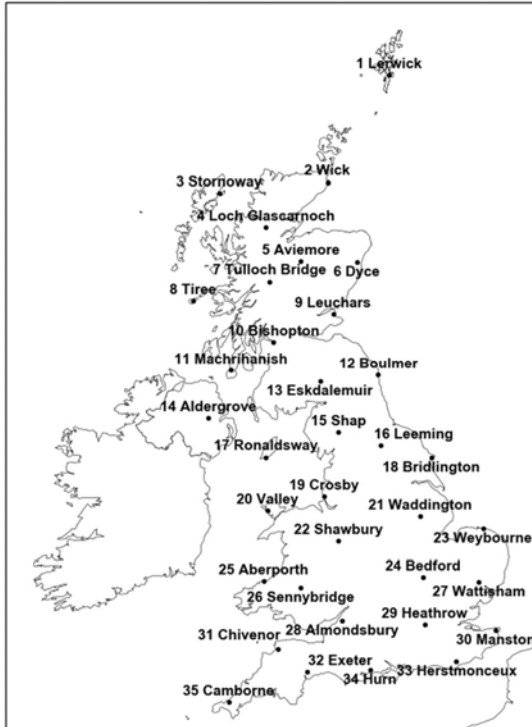 1 Lerwick
2 Wick
3 Stornoway
4 Loch Glascarnoch
5 Aviemore
6 Dyce
7 Tulloch Bridge
8 Tiree
9 Leuchars
10 Bishopton
11 Machrihanish
12 Boulmer
13 Eskdalemuir
14 Aldergrove
15 Shap
16 Leeming
17 Ronaldsway
18 Bridlington
19 Crosby
20 Valley
21 Waddington
22 Shawbury
23 Weybourne
24 Bedford
25 Aberporth
26 Sennybridge
27 Wattisham
28 Almondsbury
29 Heathrow
30 Manston
31 Chivenor
32 Exeter
33 Herstmonceux
34 Hurn
35 Camborne